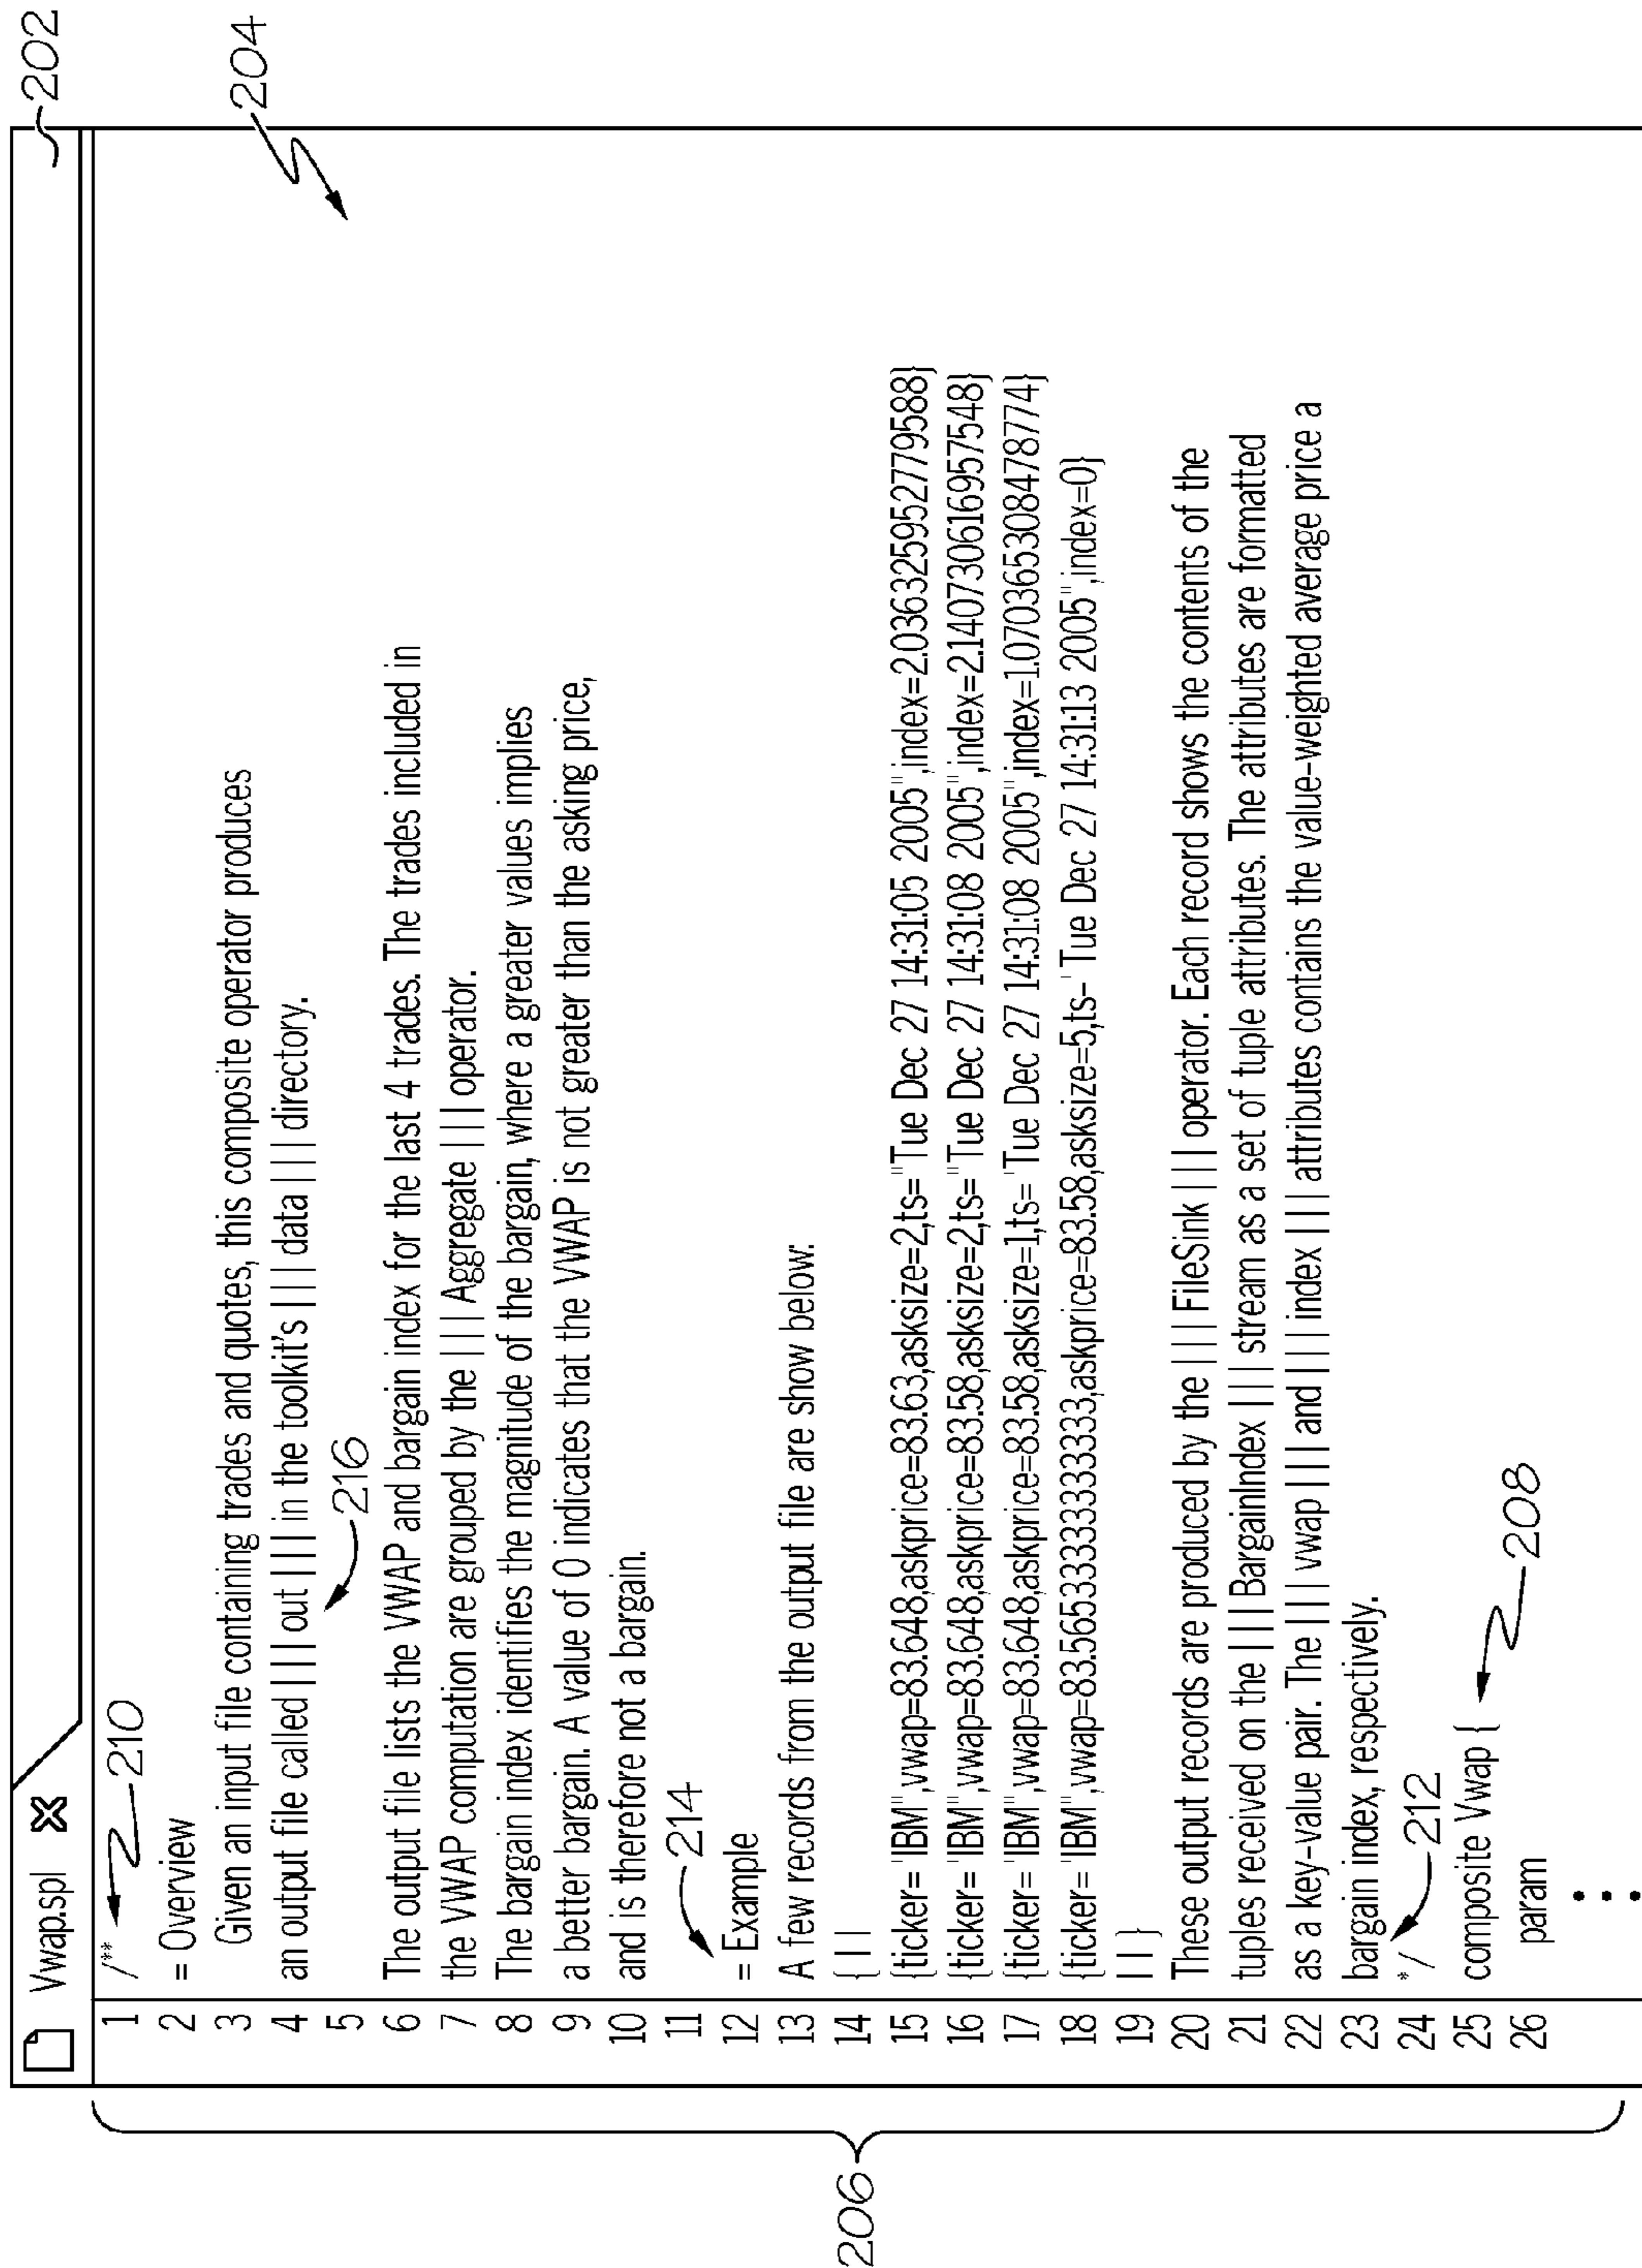 Vwap.spl
202
204
1 /** 210
2 = Overview
3 Given an input file containing trades and quotes, this composite operator produces
4 an output file called ||| out ||| in the toolkit's ||| data ||| directory.
5 216
6 The output file lists the VWAP and bargain index for the last 4 trades. The trades included in
7 the VWAP computation are grouped by the ||| Aggregate ||| operator.
8 The bargain index identifies the magnitude of the bargain, where a greater values implies
9 a better bargain. A value of 0 indicates that the VWAP is not greater than the asking price,
10 and is therefore not a bargain.
11 214
12 = Example
13 A few records from the output file are show below:
14 { | | |
15 {ticker="IBM",vwap=83.648,askprice=83.63,asksize=2,ts="Tue Dec 27 14:31:05 2005",index=2.036325952779588}
16 {ticker="IBM",vwap=83.648,askprice=83.58,asksize=2,ts="Tue Dec 27 14:31:08 2005",index=2.14073061695​7548}
17 {ticker="IBM",vwap=83.648,askprice=83.58,asksize=1,ts="Tue Dec 27 14:31:08 2005",index=1.07036530847​8774}
18 {ticker="IBM",vwap=83.5653333333333,askprice=83.58,asksize=5,ts-"Tue Dec 27 14:31:13 2005",index=0}
19 | | | }
20 These output records are produced by the ||| FileSink ||| operator. Each record shows the contents of the
21 tuples received on the ||| BargainIndex ||| stream as a set of tuple attributes. The attributes are formatted
22 as a key-value pair. The ||| vwap ||| and ||| index ||| attributes contains the value-weighted average price a
23 bargain index, respectively.
24 */ 212
25 composite Vwap { 208
26 param
206